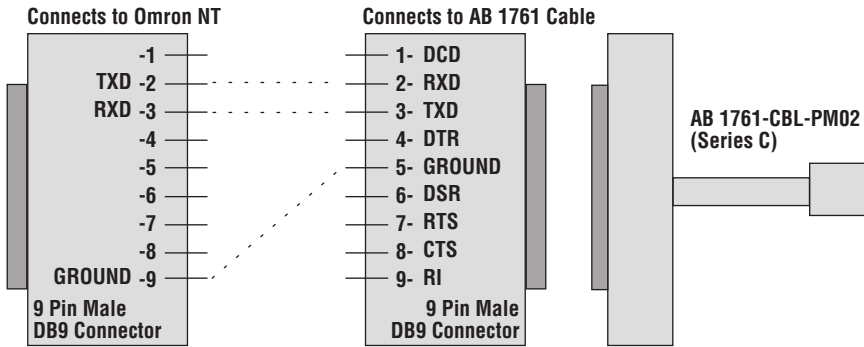 Connects to Omron NT
-1
TXD -2
RXD -3
-4
-5
-6
-7
-8
GROUND -9
9 Pin Male
DB9 Connector
Connects to AB 1761 Cable
1- DCD
2- RXD
3- TXD
4- DTR
5- GROUND
6- DSR
7- RTS
8- CTS
9- RI
9 Pin Male
DB9 Connector
AB 1761-CBL-PM02
(Series C)